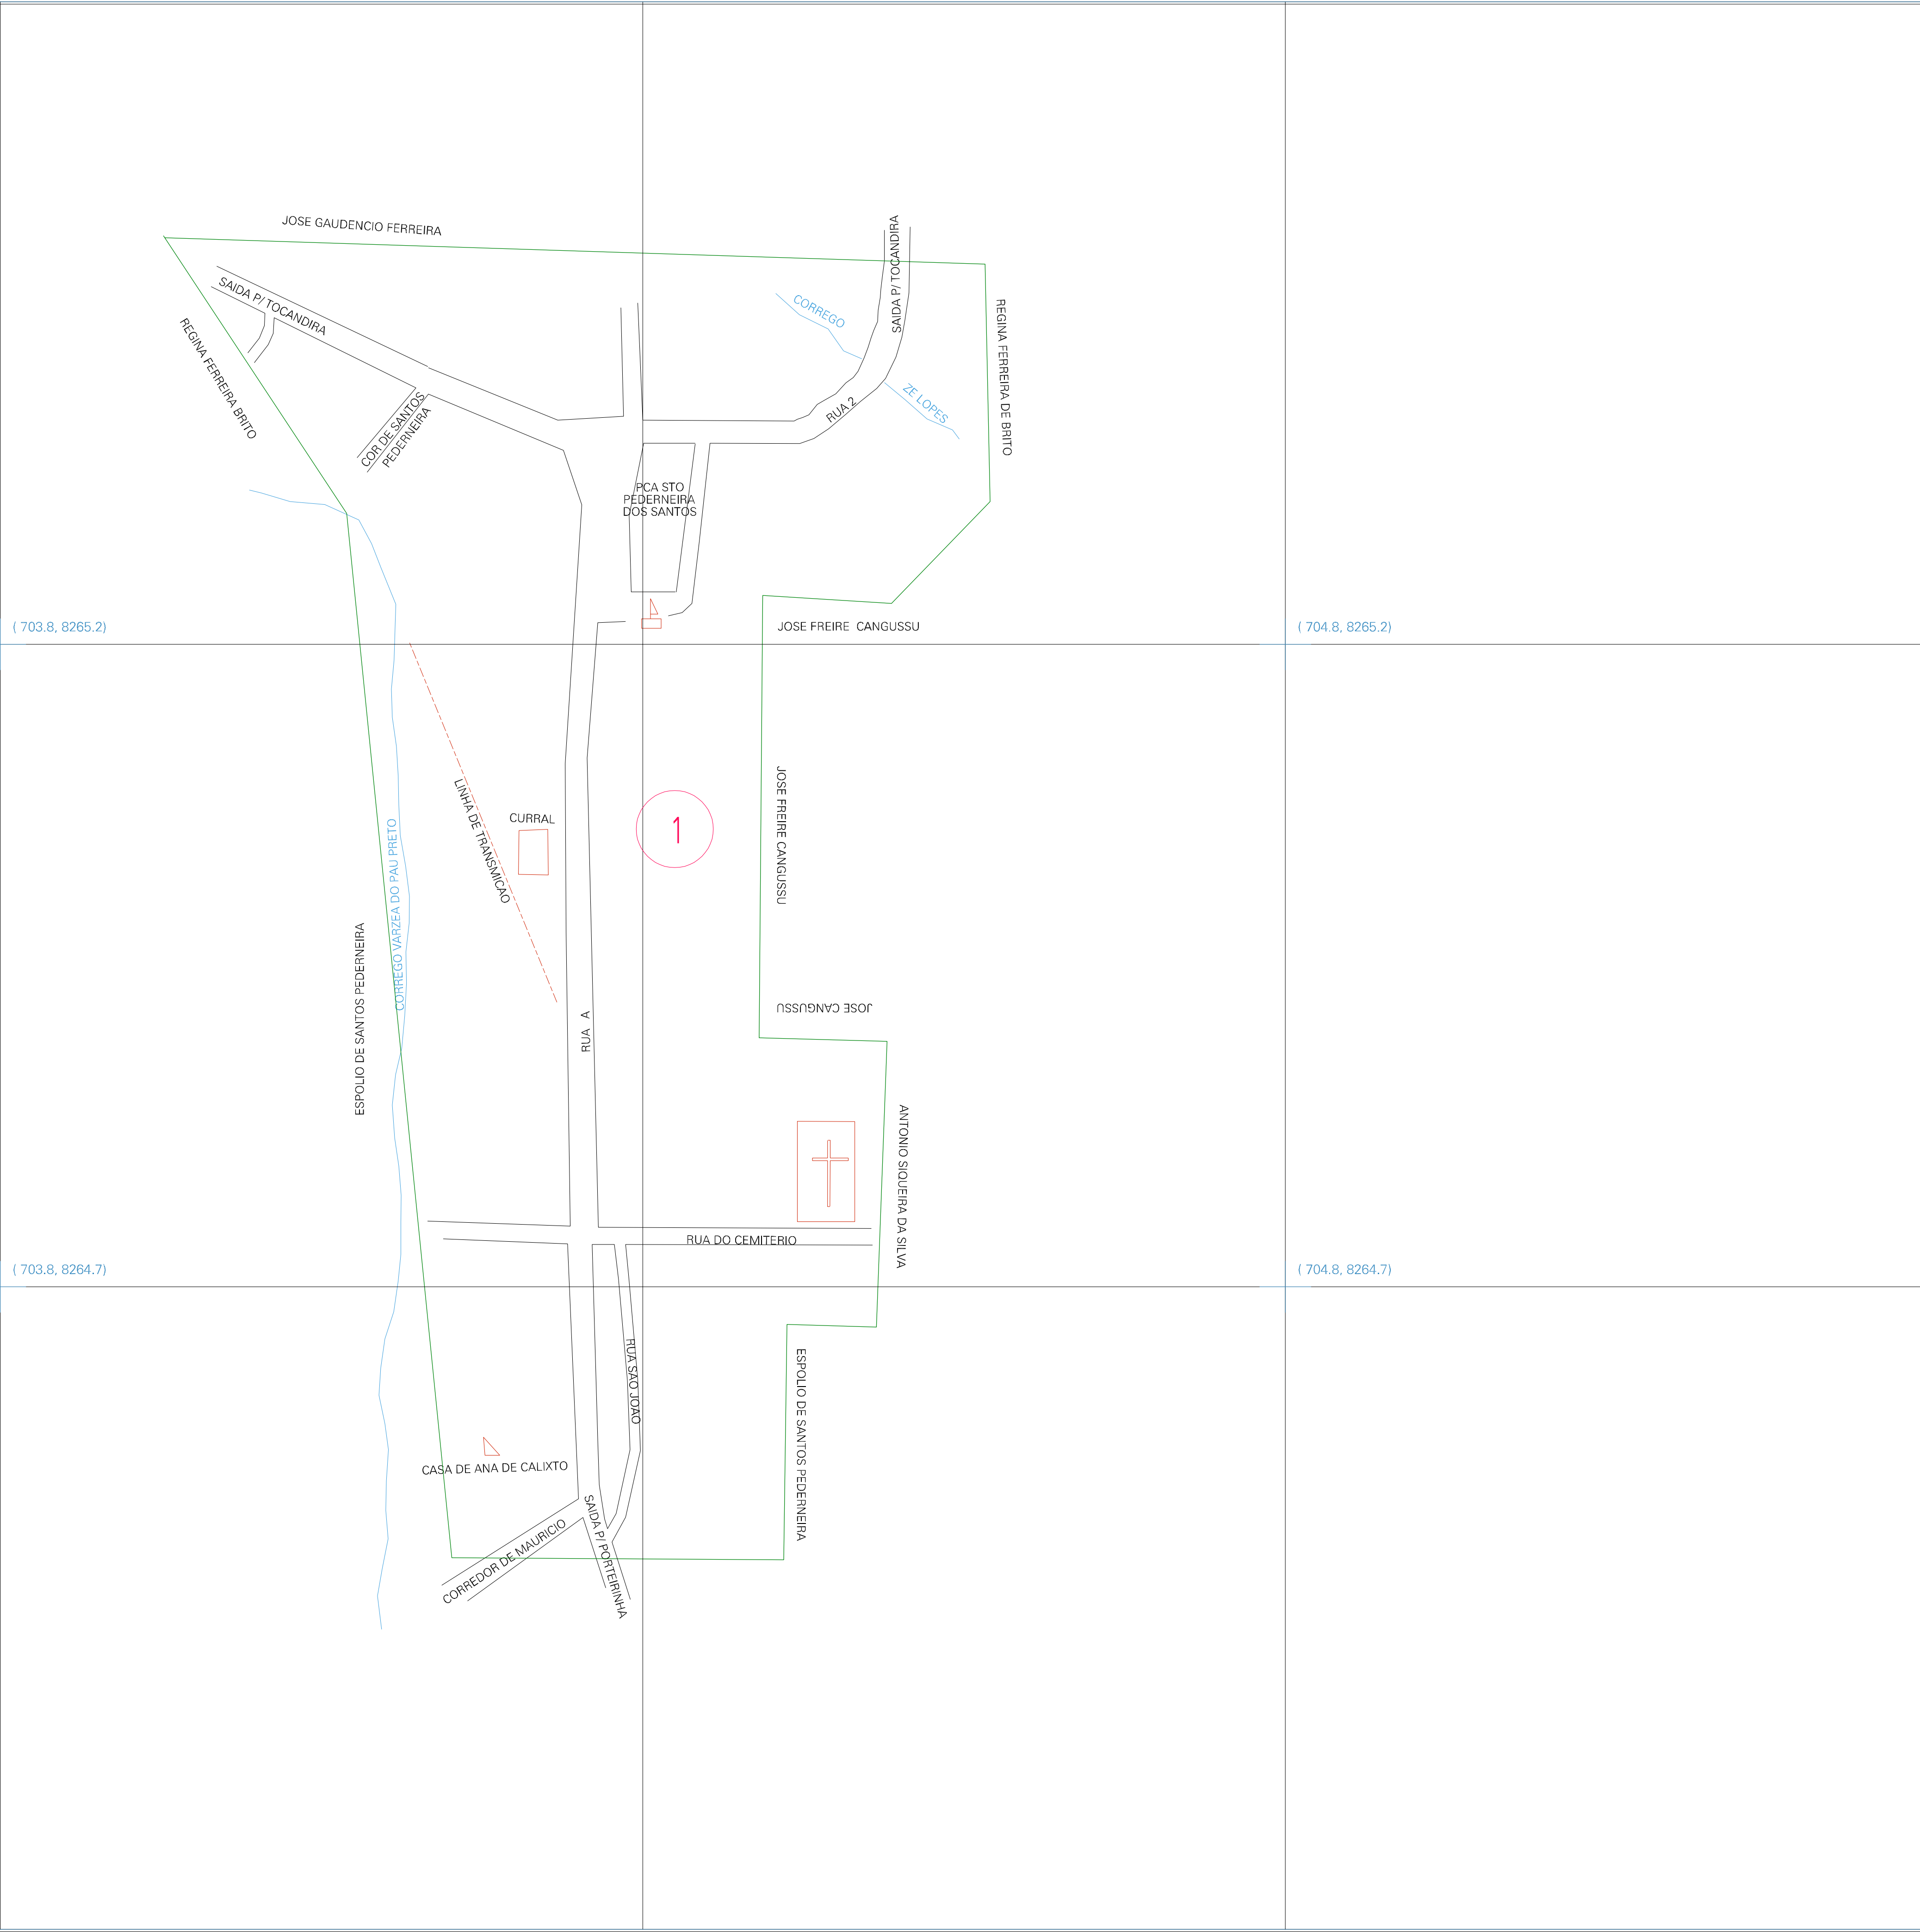 JOSE GAUDENCIO FERREIRA
SAIDA P/ TOCANDIRA
SAIDA P/ TOCANDIRA
CORREGO
REGINA FERREIRA DE BRITO
REGINA FERREIRA BRITO
RUA 2
ZE LOPES
COR DE SANTOS
PEDERNEIRA
PCA STO
PEDERNEIRA
DOS SANTOS
( 703.8, 8265.2)
JOSE FREIRE CANGUSSU
( 704.8, 8265.2)
LINHA DE TRANSMICAO
CURRAL
1
JOSE FREIRE CANGUSSU
CORREGO VARZEA DO PAU PRETO
ESPOLIO DE SANTOS PEDERNEIRA
RUA A
JOSE CANGUSSU
ANTONIO SIQUEIRA DA SILVA
RUA DO CEMITERIO
( 703.8, 8264.7)
( 704.8, 8264.7)
RUA SAO JOAO
ESPOLIO DE SANTOS PEDERNEIRA
CASA DE ANA DE CALIXTO
CORREDOR DE MAURICIO
SAIDA P/ PORTEIRINHA